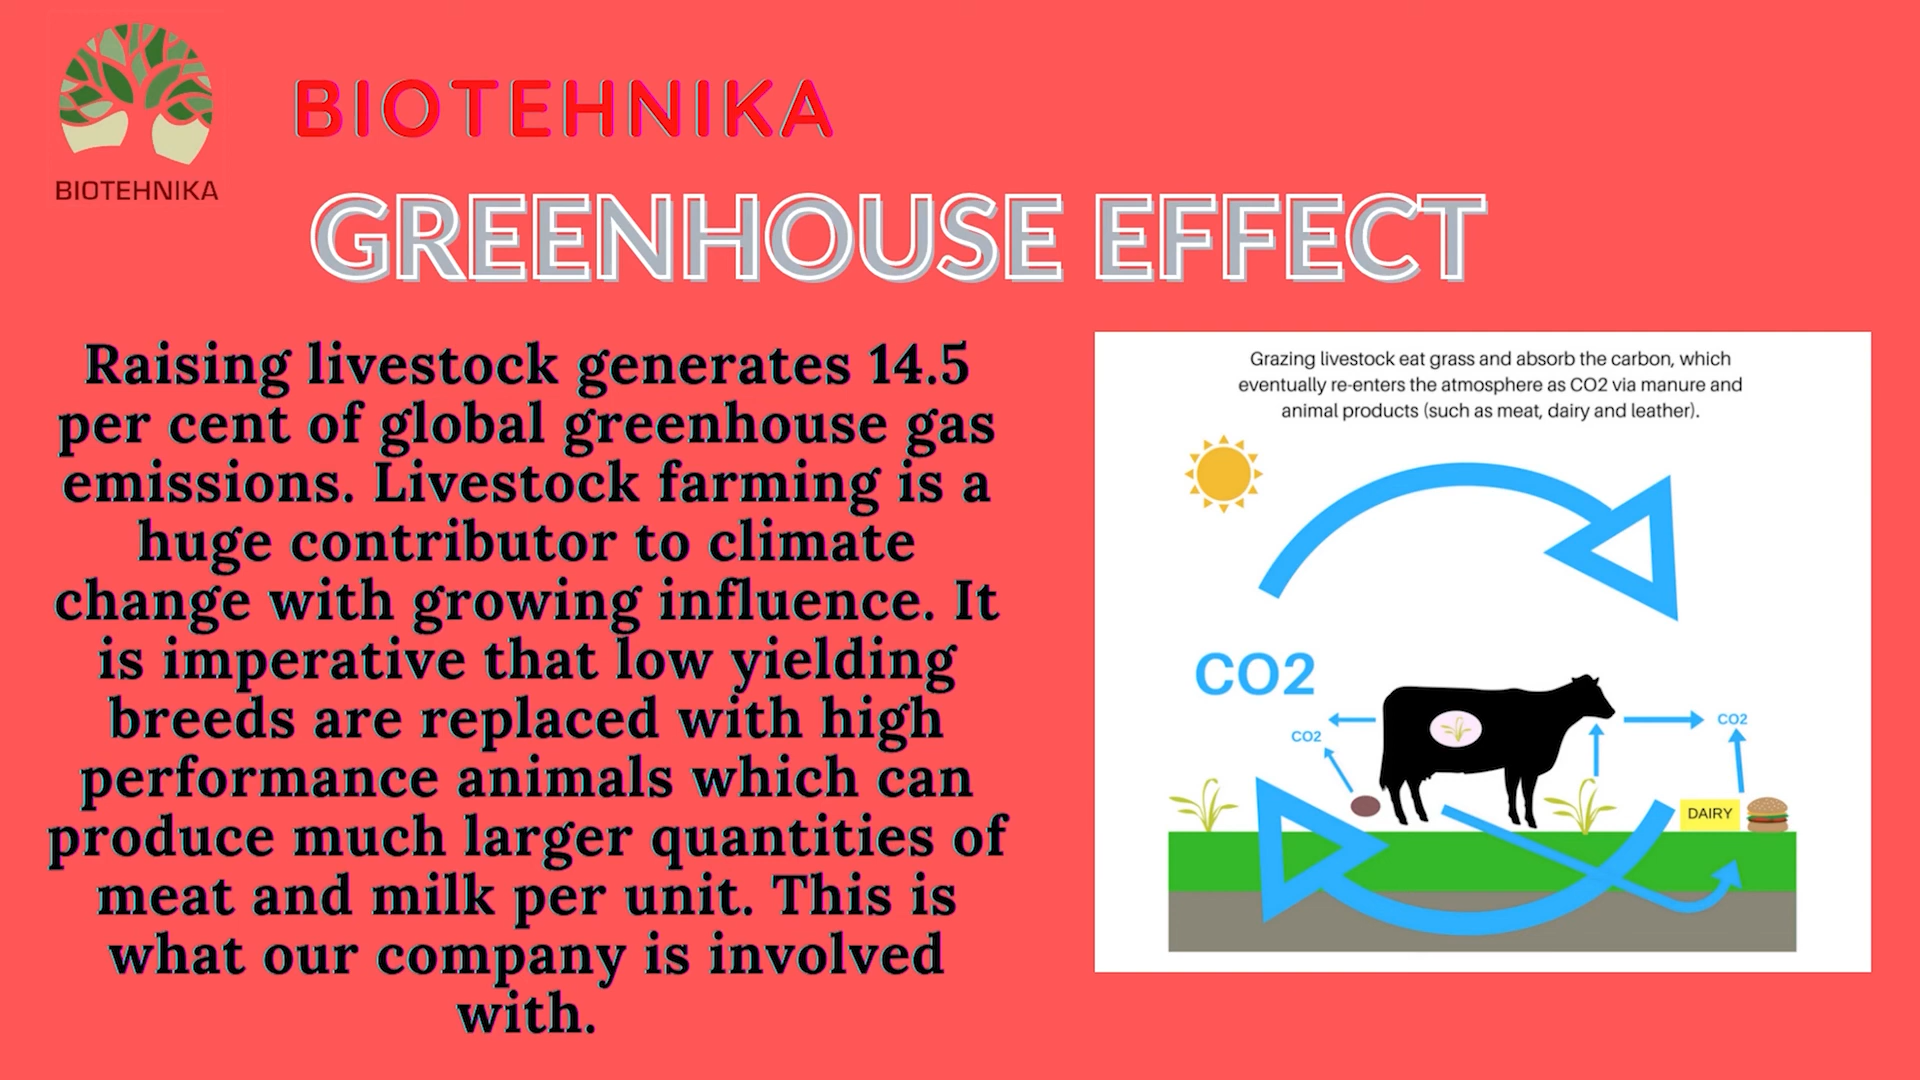 BIOTEHNIKA
BIOTEHNIKA
GREENHOUSE EFFECT
Raising livestock generates 14.5
per cent of global greenhouse gas
emissions. Livestock farming is a
huge contributor to climate
change with growing influence. It
is imperative that low yielding
breeds are replaced with high
performance animals which can
produce much larger quantities of
meat and milk per unit. This is
what our company is involved
with.
Grazing livestock eat grass and absorb the carbon, which
eventually re-enters the atmosphere as CO2 via manure and
animal products (such as meat, dairy and leather).
CO2
CO2
CO2
DAIRY